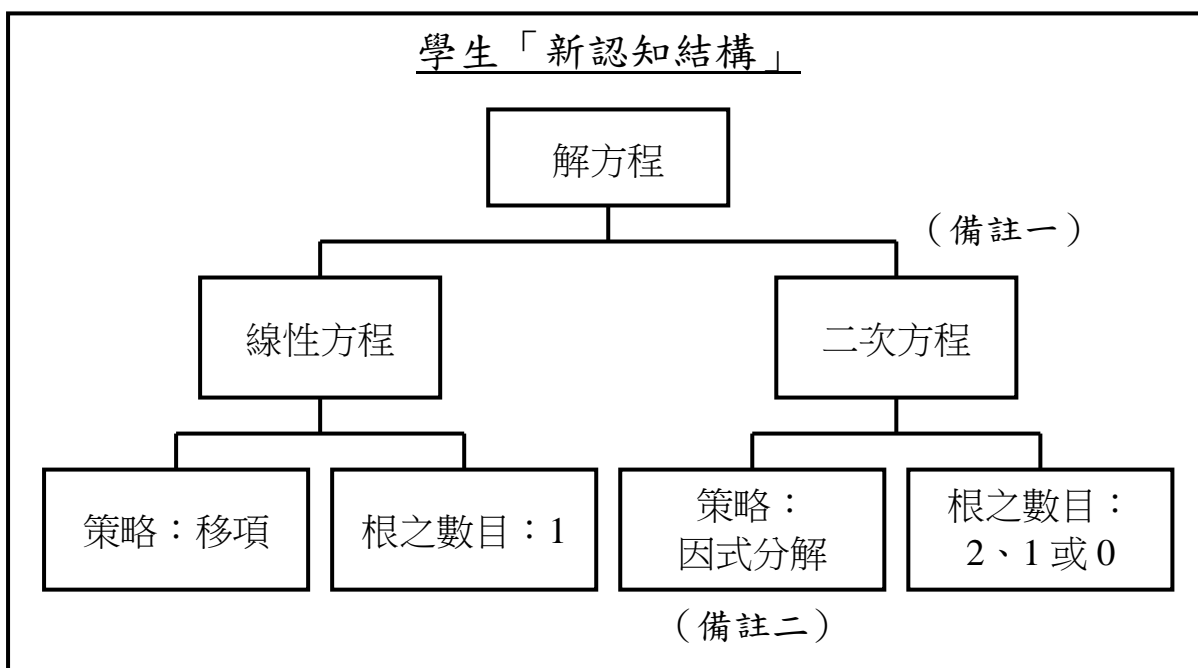 學生「新認知結構」
解方程
（備註一）
線性方程
二次方程
策略：移項
根之數目：1
策略：
因式分解
根之數目：
2、1 或 0
（備註二）